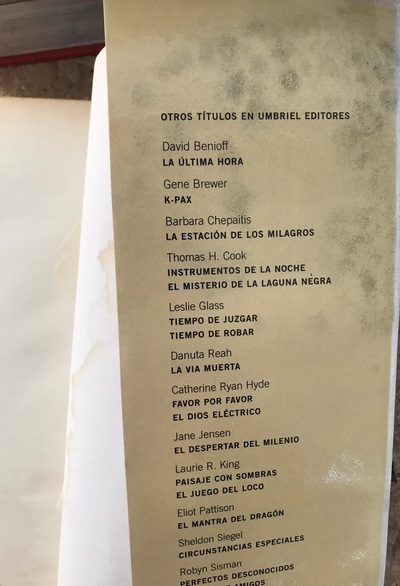 OTROS TÍTULOS EN UMBRIEL EDITORES
David Benioff
LA ÚLTIMA HORA
Gene Brewer
K-PAX
Barbara Chepaitis
LA ESTACIÓN DE LOS MILAGROS
Thomas H. Cook
INSTRUMENTOS DE LA NOCHE
EL MISTERIO DE LA LAGUNA NEGRA
Leslie Glass
TIEMPO DE JUZGAR
TIEMPO DE ROBAR
Danuta Reah
LA VIA MUERTA
Catherine Ryan Hyde
FAVOR POR FAVOR
EL DIOS ELÉCTRICO
Jane Jensen
EL DESPERTAR DEL MILENIO
Laurie R. King
PAISAJE CON SOMBRAS
EL JUEGO DEL LOCO
Eliot Pattison
EL MANTRA DEL DRAGÓN
Sheldon Siegel
CIRCUNSTANCIAS ESPECIALES
Robyn Sisman
PERFECTOS DESCONOCIDOS
AMIGOS